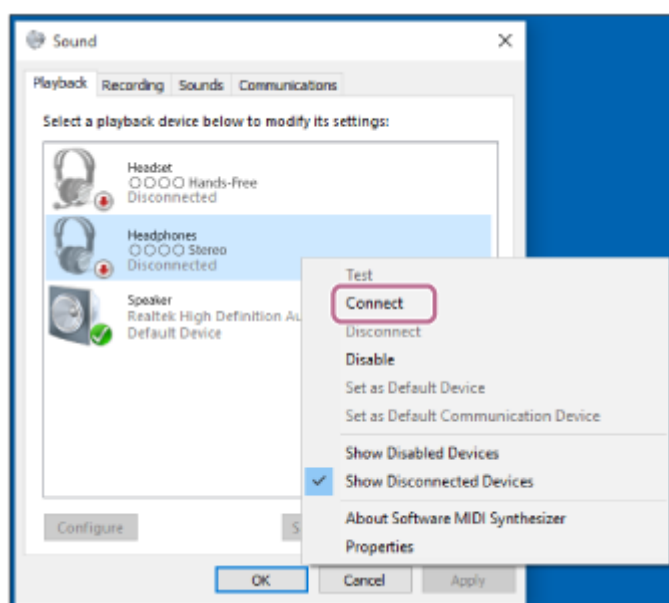 Sound
Playback Recording Sounds Communications
Select a playback device below to modify its settings:
Headset
○○○○ Hands-Free
Disconnected
Headphones
○○○○ Stereo
Disconnected
Speaker
Realtek High Definition Au
Default Device
Test
Connect
Disconnect
Disable
Set as Default Device
Set as Default Communication Device
Show Disabled Devices
Show Disconnected Devices
About Software MIDI Synthesizer
Properties
Configure S
OK Cancel Apply